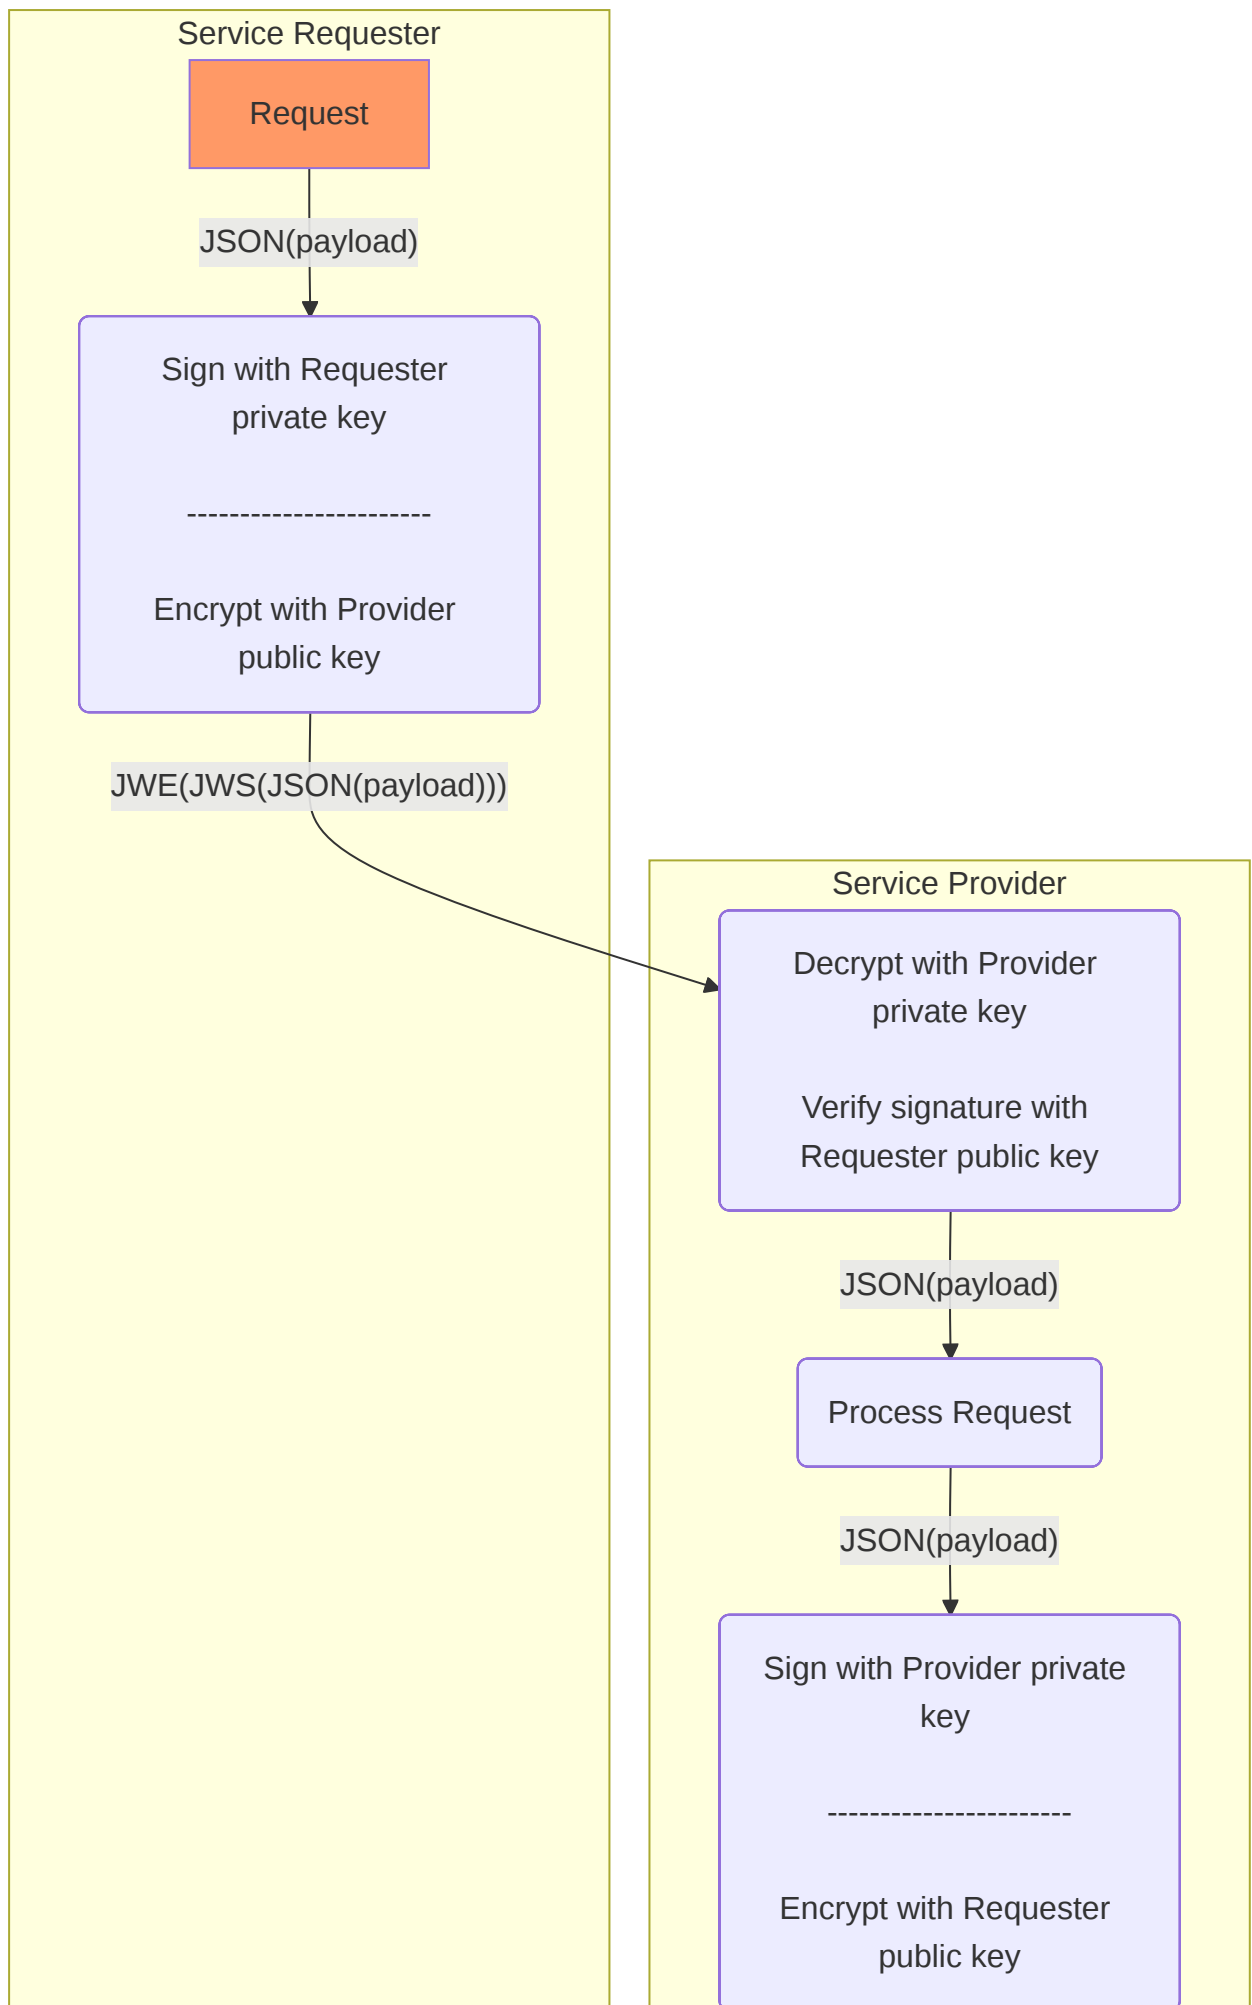 Service Requester
Request
JSON(payload)
Sign with Requester
private key
-----------------------
Encrypt with Provider
public key
JWE(JWS(JSON(payload)))
Service Provider
Decrypt with Provider
private key
Verify signature with
Requester public key
JSON(payload)
Process Request
JSON(payload)
Sign with Provider private
key
-----------------------
Encrypt with Requester
public key